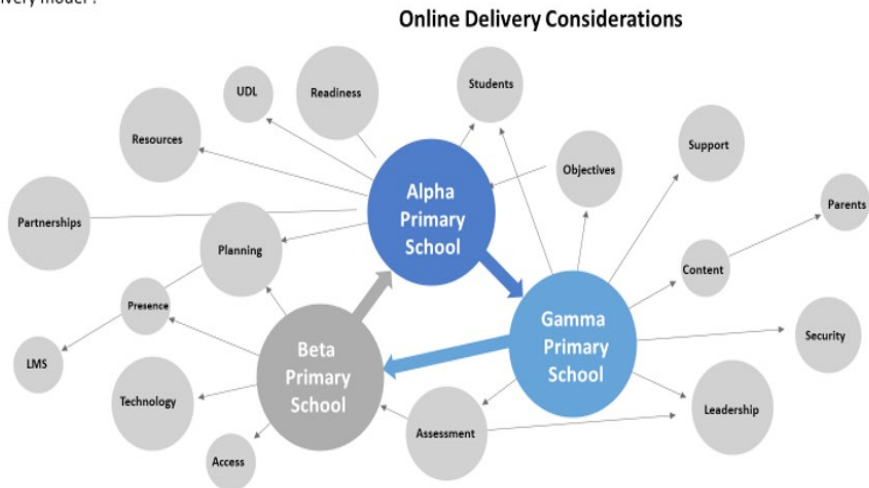 Online Delivery Considerations
Students
UDL
Readiness
Resources
Support
Objectives
Alpha
Primary
School
Parents
Partnerships
Planning
Content
Presence
Gamma
Primary
School
Security
Beta
Primary
School
LMS
Technology
Leadership
Assessment
Access